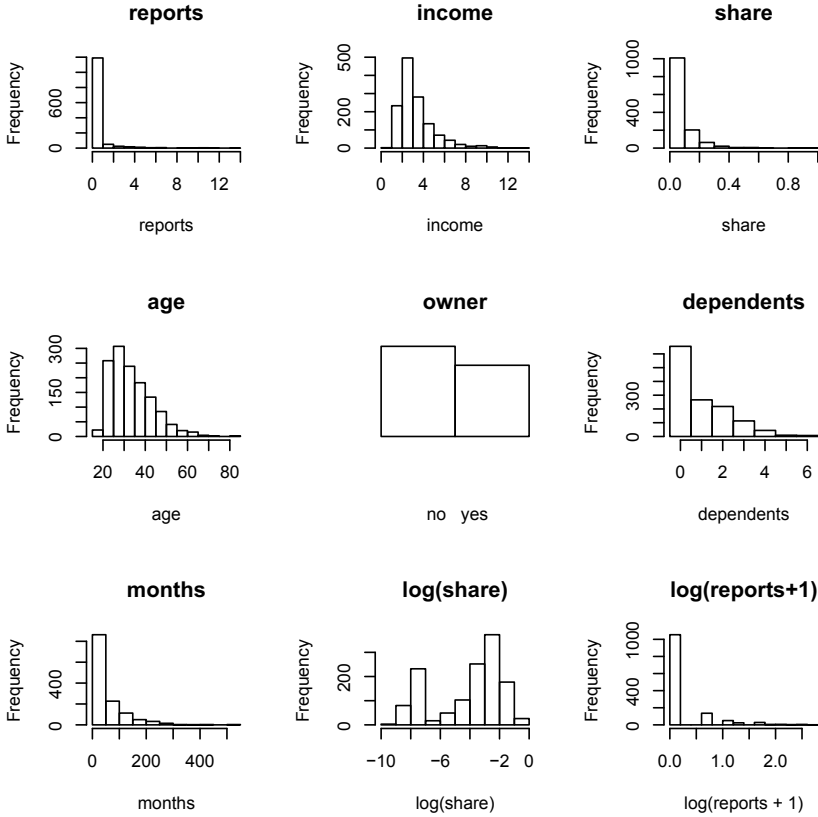 reports
Frequency
0 600
0 4 8 12
reports
income
Frequency
0 200 500
0 4 8 12
income
share
Frequency
0 400 1000
0.0 0.4 0.8
share
age
Frequency
0 150 300
20 40 60 80
age
owner
no yes
dependents
Frequency
0 300
0 2 4 6
dependents
months
Frequency
0 400
0 200 400
months
log(share)
Frequency
0 200
−10 −6 −2 0
log(share)
log(reports+1)
Frequency
0 400 1000
0.0 1.0 2.0
log(reports + 1)